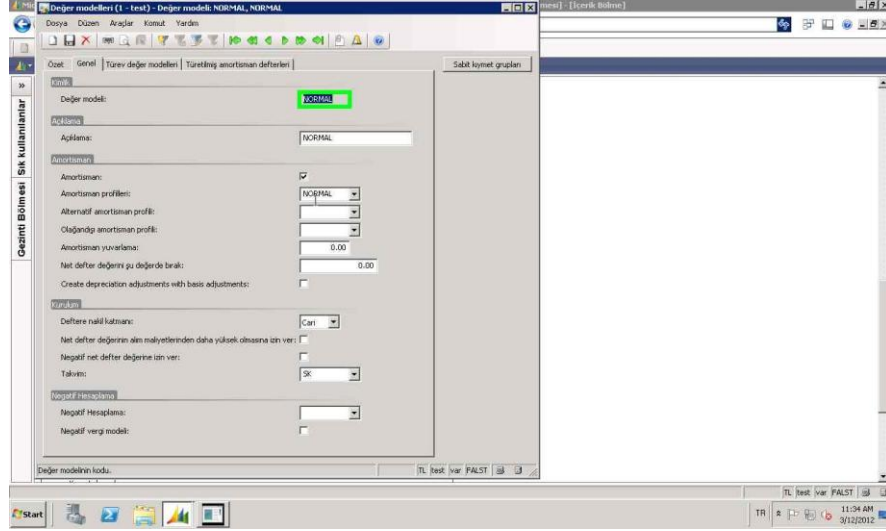 Değer modelleri (1 - test) - Değer modeli: NORMAL, NORMAL
mesi] - [İçerik Bölme]
Dosya Düzen Araçlar Komut Yardım
Özet Genel Türev değer modelleri Türetilmiş amortisman defterleri
Sabit kıymet grupları
Kimlik
Değer modeli: NORMAL
Açıklama
Açıklama: NORMAL
Amortisman
Amortisman:
Amortisman profilleri: NORMAL
Alternatif amortisman profili:
Olağandışı amortisman profili:
Amortisman yuvarlama: 0.00
Net defter değerini şu değerde bırak: 0.00
Create depreciation adjustments with basis adjustments:
Kurulum
Deftere nakil katmanı: Cari
Net defter değerinin alım maliyetlerinden daha yüksek olmasına izin ver:
Negatif net defter değerine izin ver:
Takvim: SK
Negatif Hesaplama
Negatif Hesaplama:
Negatif vergi modeli:
Değer modelinin kodu.
TL test var PALST
Sık kullanılanlar
Gezinti Bölmesi
TL test var PALST
Start
TR
11:34 AM
3/12/2012